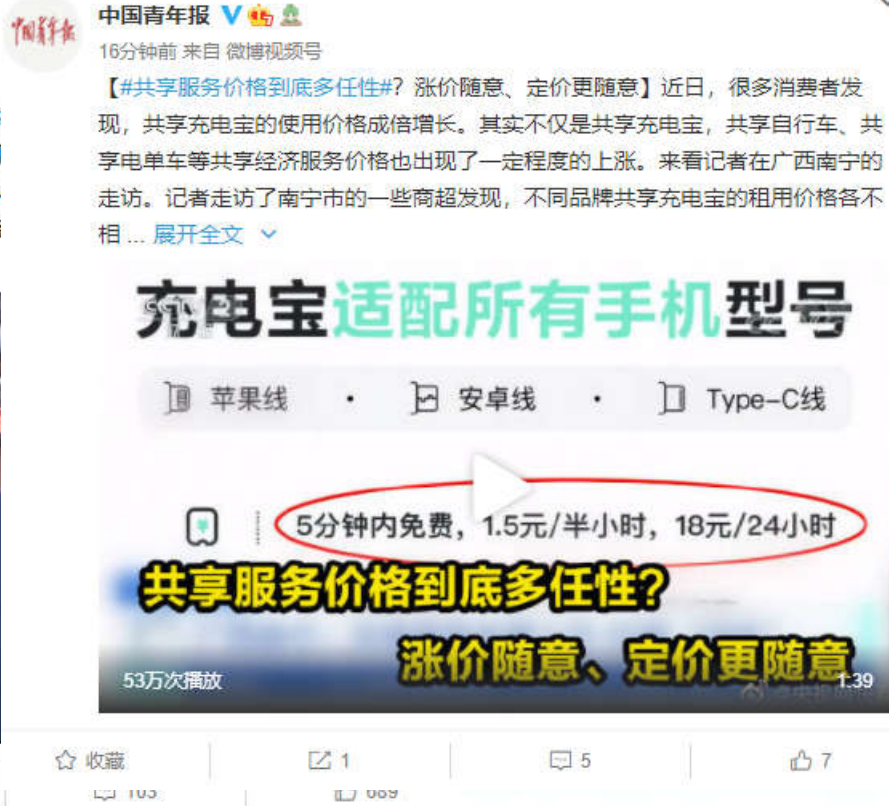 中国青年报
中国青年报
16分钟前 来自 微博视频号
【#共享服务价格到底多任性#？涨价随意、定价更随意】近日，很多消费者发
现，共享充电宝的使用价格成倍增长。其实不仅是共享充电宝，共享自行车、共
享电单车等共享经济服务价格也出现了一定程度的上涨。来看记者在广西南宁的
走访。记者走访了南宁市的一些商超发现，不同品牌共享充电宝的租用价格各不
相 ... 展开全文
充电宝适配所有手机型号
苹果线 · 安卓线 · Type-C线
5分钟内免费，1.5元/半小时，18元/24小时
共享服务价格到底多任性？
涨价随意、定价更随意
53万次播放
1:39
收藏 1 5 7
103 689